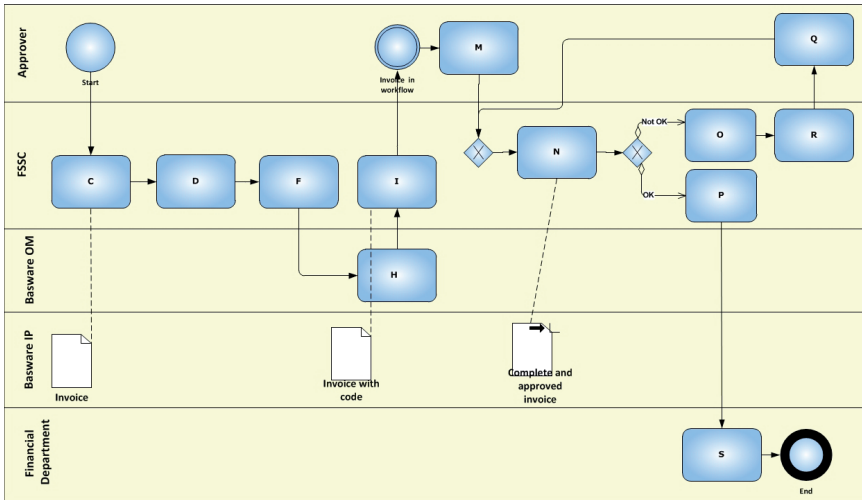 Approver
Start
Invoice in
workflow
M
Q
FSSC
C
D
F
I
N
Not OK
O
R
OK
P
Basware OM
H
Basware IP
Invoice
Invoice with
code
Complete and
approved
invoice
Financial
Department
S
End